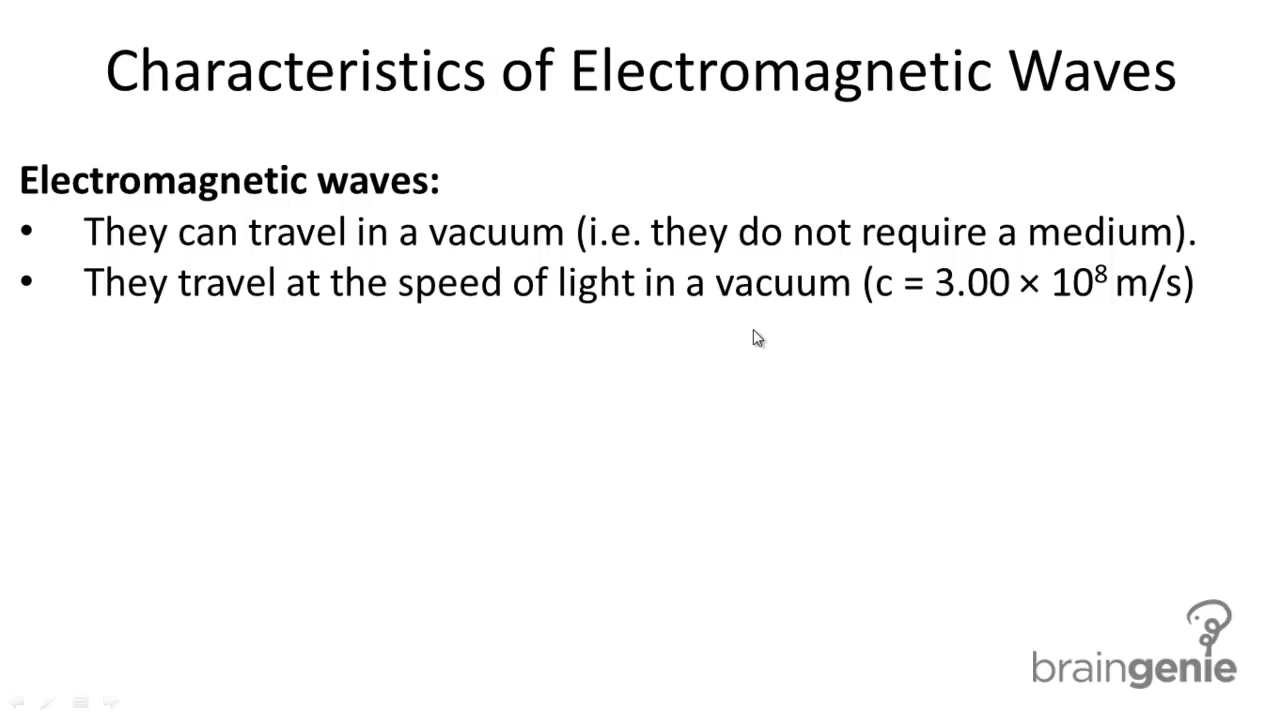 Characteristics of Electromagnetic Waves
Electromagnetic waves:
• They can travel in a vacuum (i.e. they do not require a medium).
• They travel at the speed of light in a vacuum (c = 3.00 × 10⁸ m/s)
braingenie